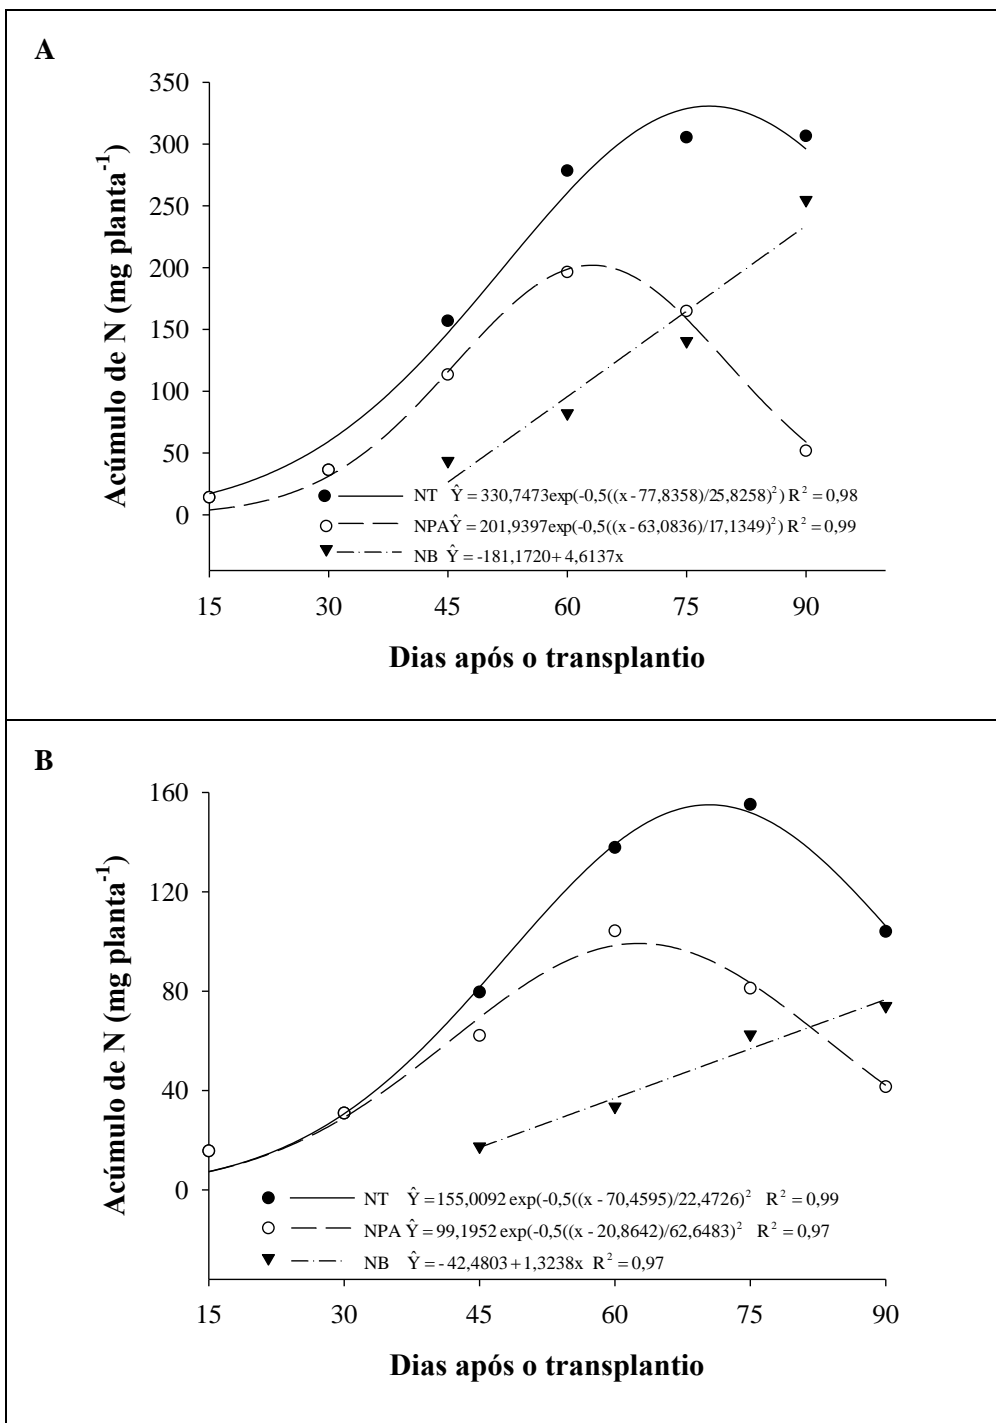 A
Acúmulo de N (mg planta⁻¹)
350
300
250
200
150
100
50
0
NT Ŷ = 330,7473exp(-0,5((x - 77,8358)/25,8258)²) R² = 0,98
NPA Ŷ = 201,9397exp(-0,5((x - 63,0836)/17,1349)²) R² = 0,99
NB Ŷ = -181,1720 + 4,6137x
15 30 45 60 75 90
Dias após o transplantio
B
Acúmulo de N (mg planta⁻¹)
160
120
80
40
0
NT Ŷ = 155,0092 exp(-0,5((x - 70,4595)/22,4726)² R² = 0,99
NPA Ŷ = 99,1952 exp(-0,5((x - 20,8642)/62,6483)² R² = 0,97
NB Ŷ = - 42,4803 + 1,3238x R² = 0,97
15 30 45 60 75 90
Dias após o transplantio